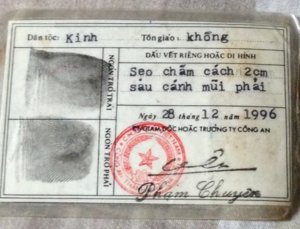 Dân tộc: Kinh Tôn giáo: không
DẤU VẾT RIÊNG HOẶC DỊ HÌNH
Sẹo chấm cách 2cm
sau cánh mũi phải
Ngày 28 tháng 12 năm 1996
GIÁM ĐỐC HOẶC TRƯỞNG TY CÔNG AN
NGÓN TRỎ TRÁI
NGÓN TRỎ PHẢI
Phạm Chuyên